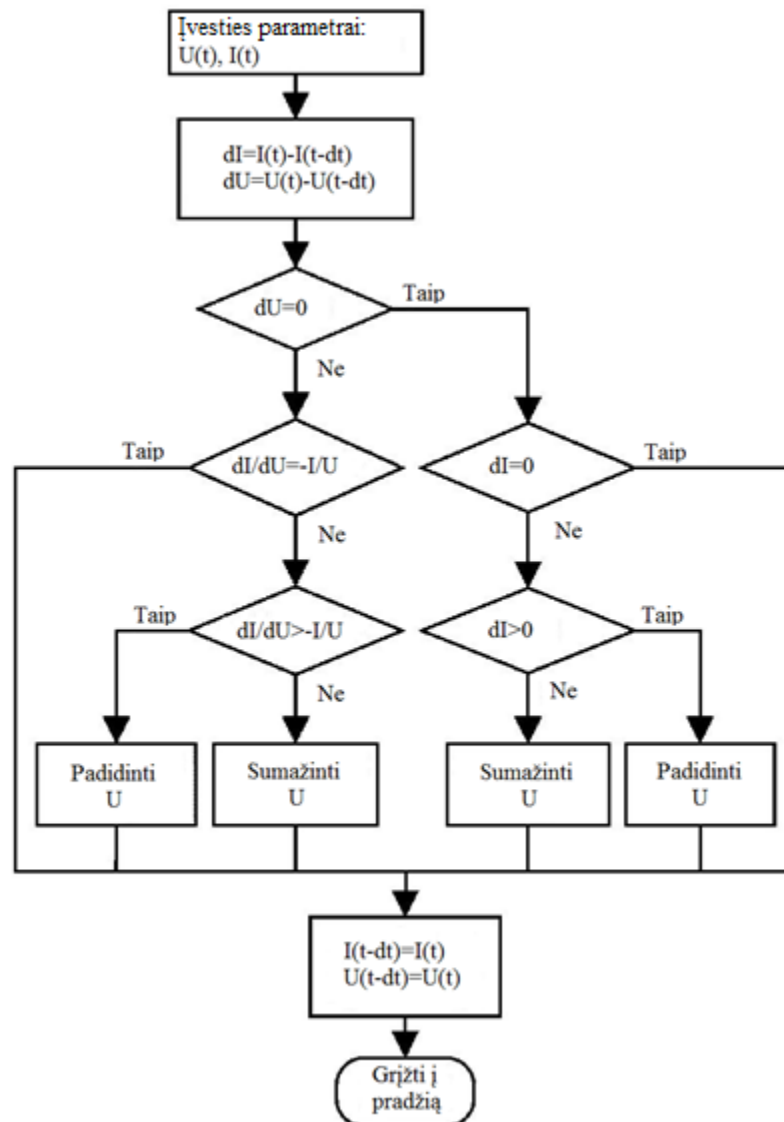 Įvesties parametrai:
U(t), I(t)
dI=I(t)-I(t-dt)
dU=U(t)-U(t-dt)
dU=0
Taip
Ne
Taip
dI/dU=-I/U
dI=0
Taip
Ne
Ne
Taip
dI/dU>-I/U
dI>0
Taip
Ne
Ne
Padidinti
U
Sumažinti
U
Sumažinti
U
Padidinti
U
I(t-dt)=I(t)
U(t-dt)=U(t)
Grįžti į
pradžią